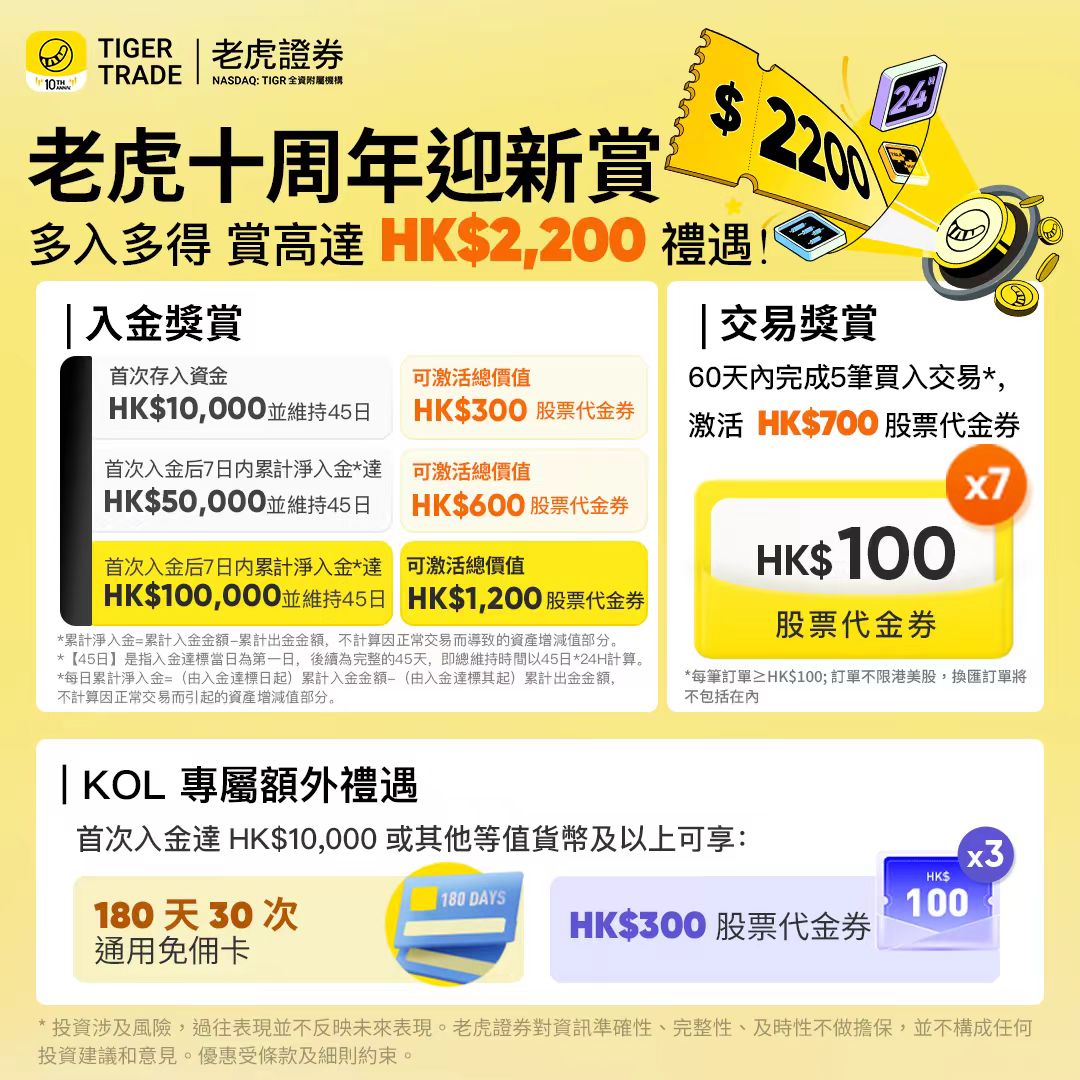 TIGER
TRADE
老虎證券
NASDAQ: TIGR 全資附屬機構
10TH
ANNIV.
$ 2200
24H
老虎十周年迎新賞
多入多得 賞高達 HK$2,200 禮遇!
入金獎賞
首次存入資金
HK$10,000並維持45日
可激活總價值
HK$300 股票代金券
首次入金后7日内累計淨入金*達
HK$50,000並維持45日
可激活總價值
HK$600 股票代金券
首次入金后7日内累計淨入金*達
HK$100,000並維持45日
可激活總價值
HK$1,200 股票代金券
*累計淨入金=累計入金金額-累計出金金額，不計算因正常交易而導致的資產增減值部分。
*【45日】是指入金達標當日為第一日，後續為完整的45天，即總維持時間以45日*24H計算。
*每日累計淨入金=（由入金達標日起）累計入金金額-（由入金達標其起）累計出金金額，
不計算因正常交易而引起的資產增減值部分。
交易獎賞
60天內完成5筆買入交易*,
激活 HK$700 股票代金券
x7
HK$100
股票代金券
*每筆訂單≥HK$100; 訂單不限港美股，換匯訂單將
不包括在內
KOL 專屬額外禮遇
首次入金達 HK$10,000 或其他等值貨幣及以上可享：
180 天 30 次
通用免佣卡
180 DAYS
HK$300 股票代金券
x3
HK$
100
* 投資涉及風險，過往表現並不反映未來表現。老虎證券對資訊準確性、完整性、及時性不做擔保，並不構成任何
投資建議和意見。優惠受條款及細則約束。